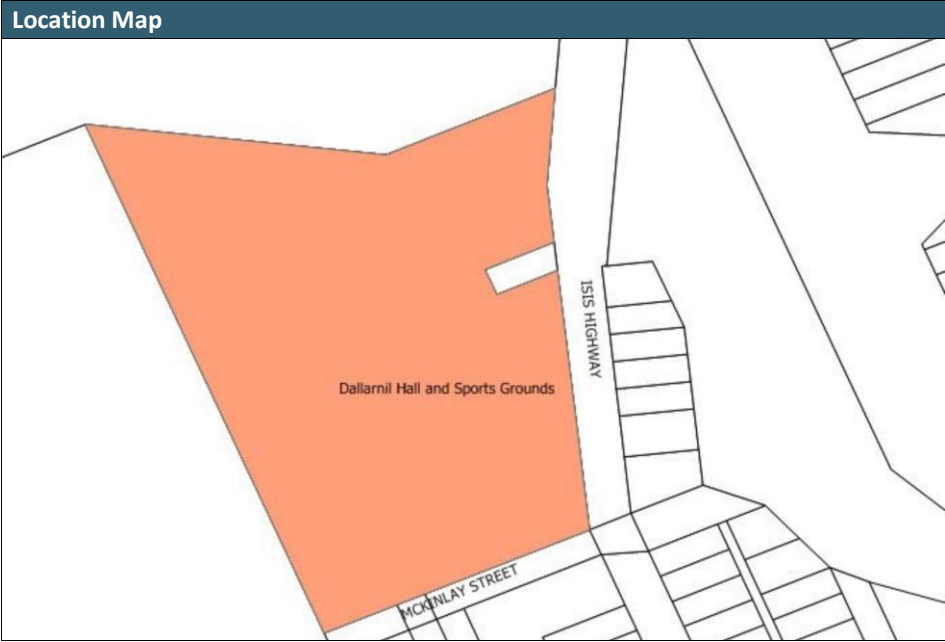 Location Map
ISIS HIGHWAY
Dallarnil Hall and Sports Grounds
MCKINLAY STREET